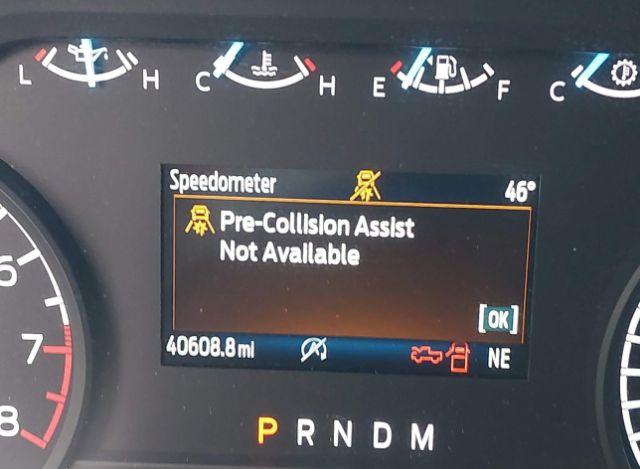 L H C H E F C
Speedometer 46°
Pre-Collision Assist
Not Available
[OK]
6
40608.8 mi NE
7
8
P R N D M